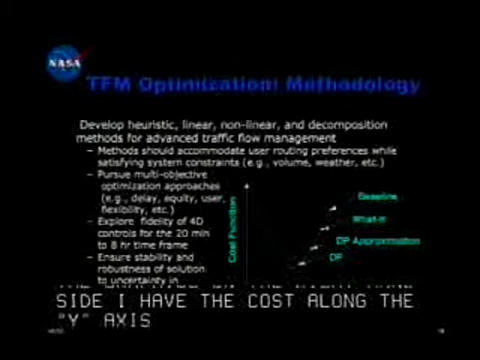 NASA
TFM Optimization: Methodology
Develop heuristic, linear, non-linear, and decomposition
methods for advanced traffic flow management
– Methods should accommodate user routing preferences while
satisfying system constraints (e.g., volume, weather, etc.)
– Pursue multi-objective
optimization approaches
(e.g., delay, equity, user
flexibility, etc.)
– Explore fidelity of 4D
controls for the 20 min
to 8 hr time frame
– Ensure stability and
robustness of solution
to uncertainty in
Cost Function
Baseline
What-if
DP Approximation
DP
SIDE I HAVE THE COST ALONG THE
"Y" AXIS